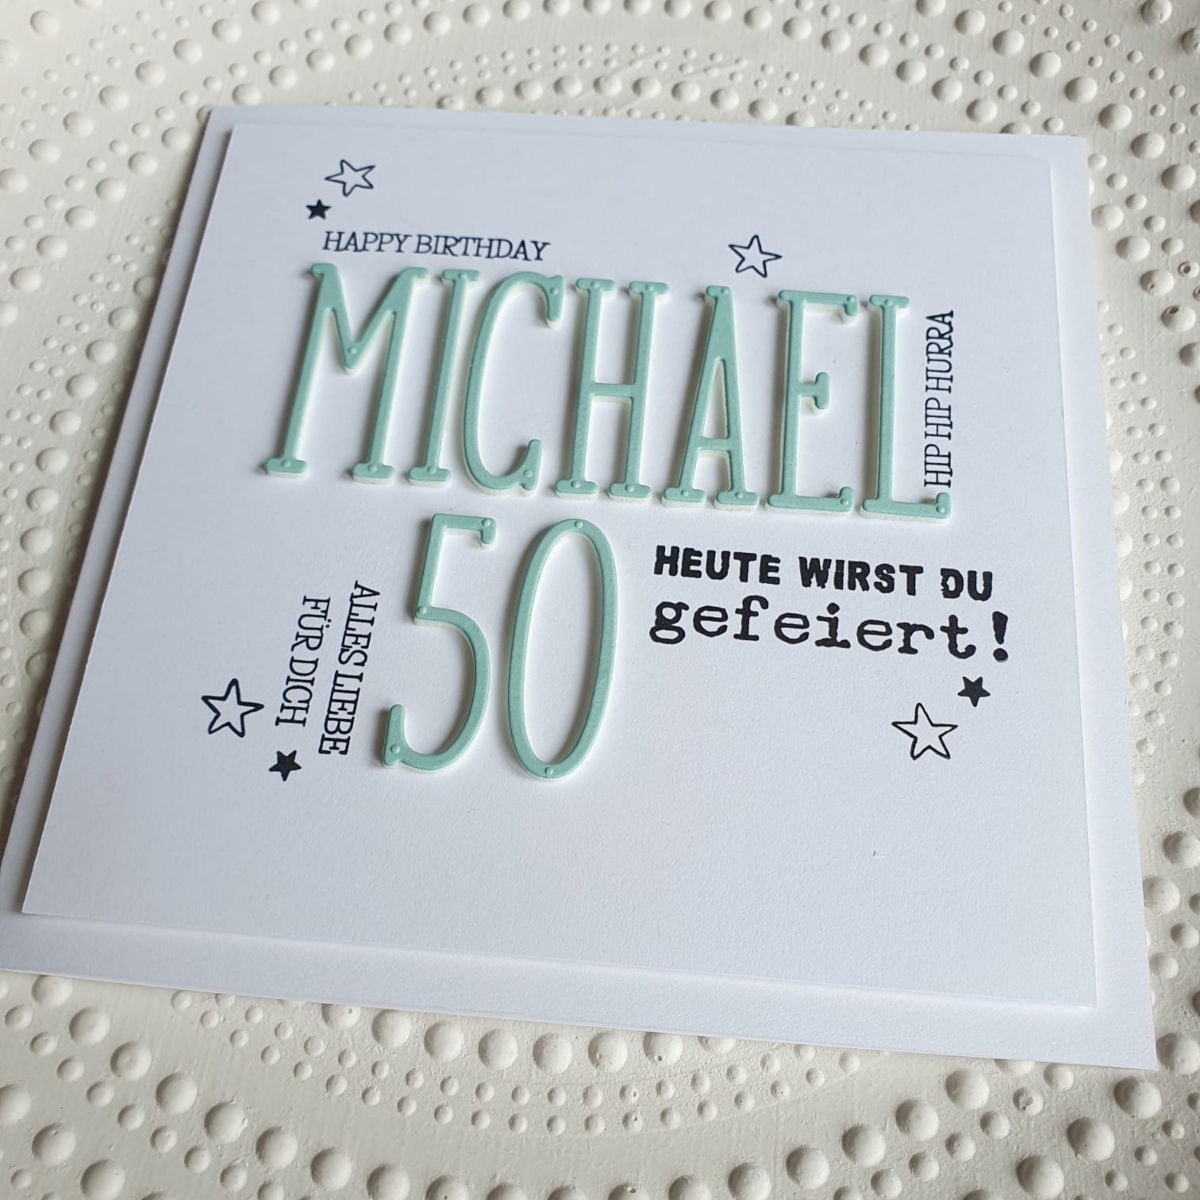 HAPPY BIRTHDAY
MICHAEL
HIP HIP HURRA
50
HEUTE WIRST DU
gefeiert!
ALLES LIEBE
FÜR DICH